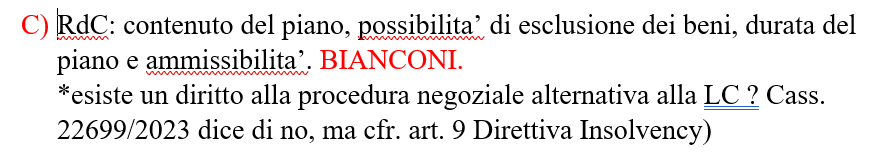 C) RdC: contenuto del piano, possibilita’ di esclusione dei beni, durata del
piano e ammissibilita’. BIANCONI.
*esiste un diritto alla procedura negoziale alternativa alla LC ? Cass.
22699/2023 dice di no, ma cfr. art. 9 Direttiva Insolvency)